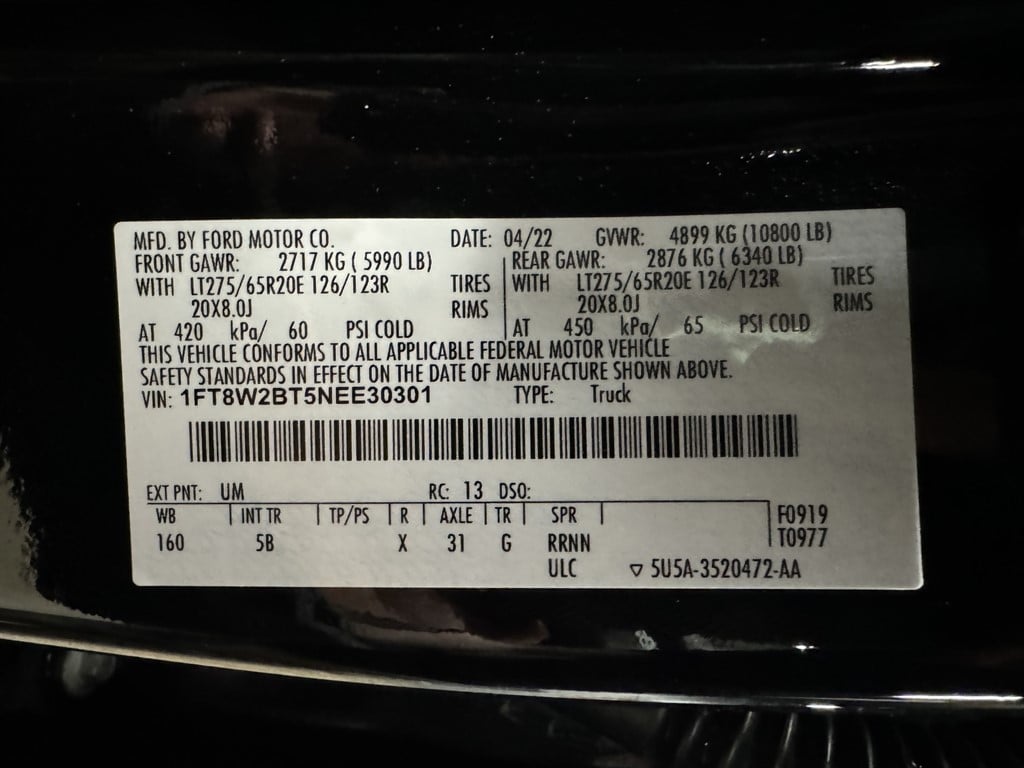 MFD. BY FORD MOTOR CO. DATE: 04/22 GVWR: 4899 KG (10800 LB)
FRONT GAWR: 2717 KG ( 5990 LB) REAR GAWR: 2876 KG ( 6340 LB)
WITH LT275/65R20E 126/123R TIRES WITH LT275/65R20E 126/123R TIRES
20X8.0J RIMS 20X8.0J RIMS
AT 420 kPa/ 60 PSI COLD AT 450 kPa/ 65 PSI COLD
THIS VEHICLE CONFORMS TO ALL APPLICABLE FEDERAL MOTOR VEHICLE
SAFETY STANDARDS IN EFFECT ON THE DATE OF MANUFACTURE SHOWN ABOVE.
VIN: 1FT8W2BT5NEE30301 TYPE: Truck
EXT PNT: UM RC: 13 DSO:
WB INT TR TP/PS R AXLE TR SPR F0919
160 5B X 31 G RRNN T0977
ULC ▽ 5U5A-3520472-AA